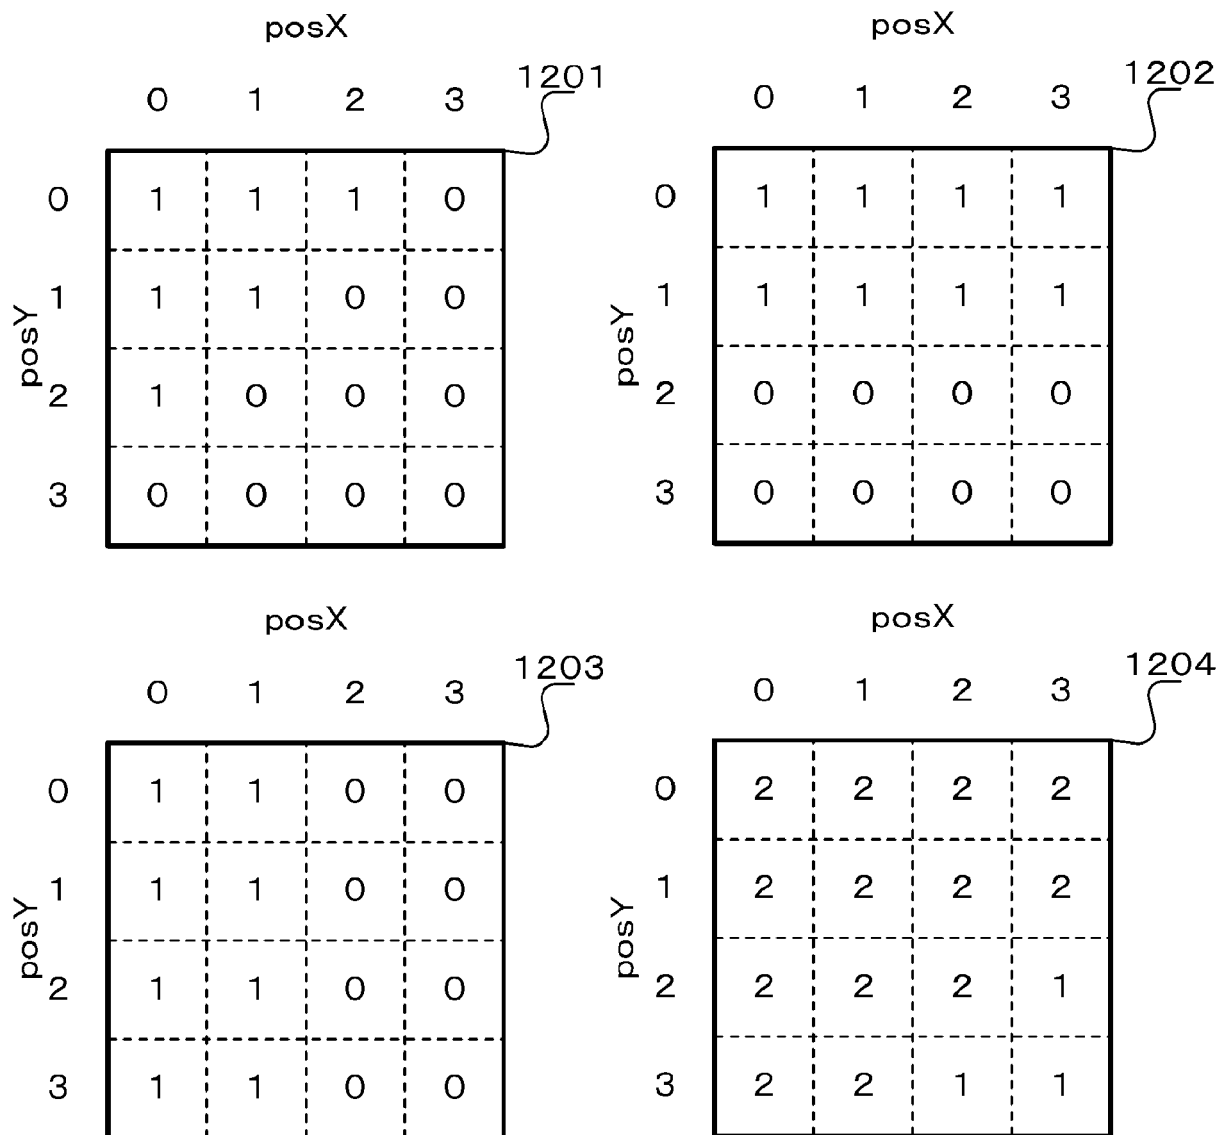 posX
1201
0 1 2 3
posY
0 1 1 1 0
1 1 1 0 0
2 1 0 0 0
3 0 0 0 0
posX
1202
0 1 2 3
posY
0 1 1 1 1
1 1 1 1 1
2 0 0 0 0
3 0 0 0 0
posX
1203
0 1 2 3
posY
0 1 1 0 0
1 1 1 0 0
2 1 1 0 0
3 1 1 0 0
posX
1204
0 1 2 3
posY
0 2 2 2 2
1 2 2 2 2
2 2 2 2 1
3 2 2 1 1